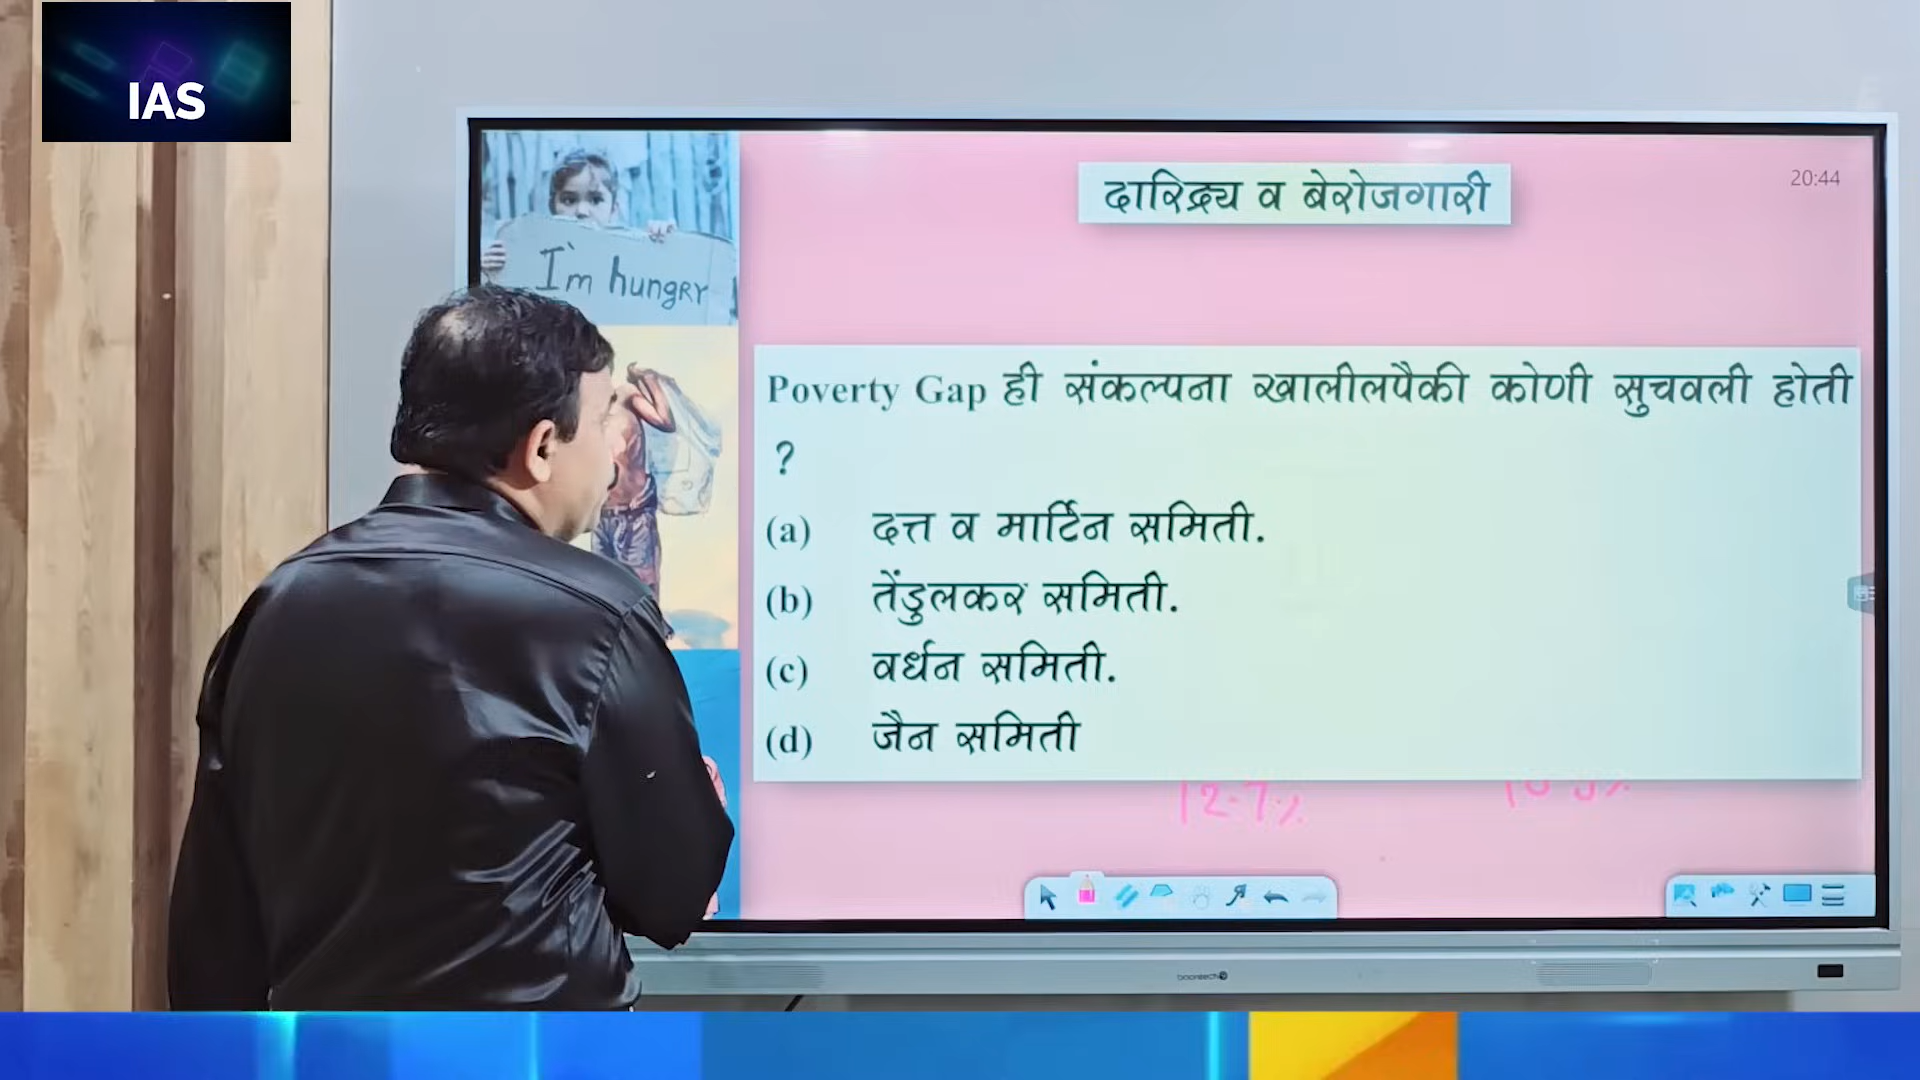 IAS
दारिद्र्य व बेरोजगारी
20:44
I'm hungry
Poverty Gap ही संकल्पना खालीलपैकी कोणी सुचवली होती
?
(a) दत्त व मार्टिन समिती.
(b) तेंडुलकर समिती.
(c) वर्धन समिती.
(d) जैन समिती
12.7%